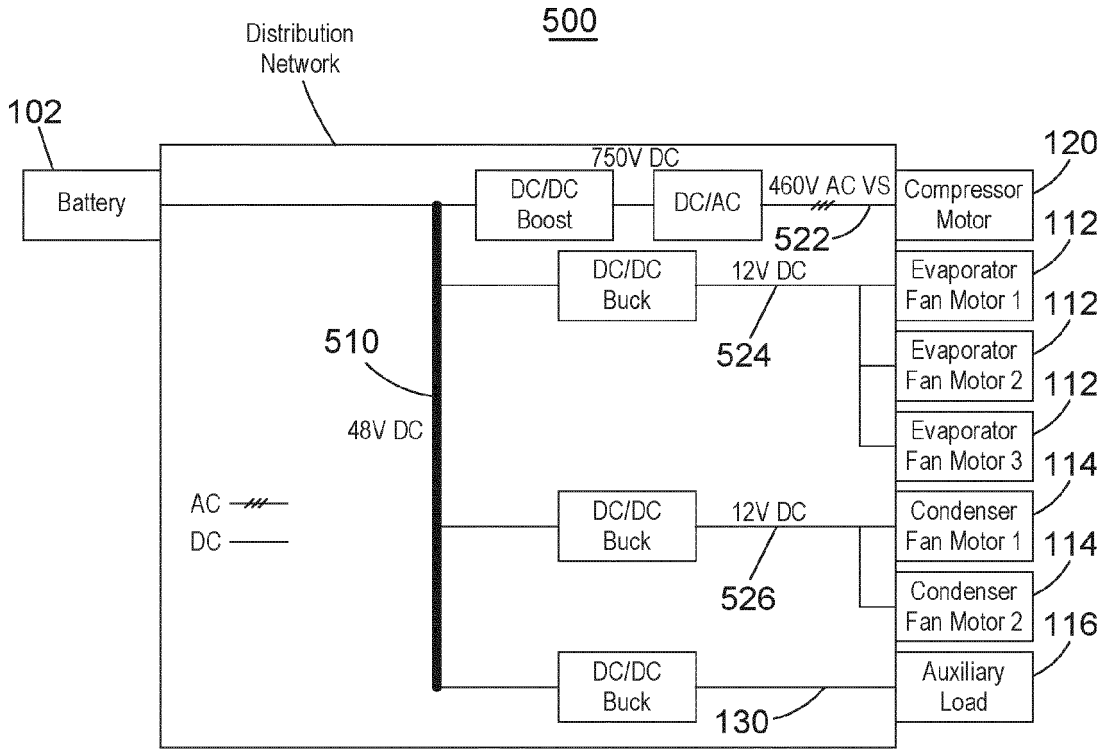 500
Distribution
Network
102
Battery
750V DC
DC/DC
Boost
DC/AC
460V AC VS
522
Compressor
Motor
120
DC/DC
Buck
12V DC
524
Evaporator
Fan Motor 1
112
Evaporator
Fan Motor 2
112
Evaporator
Fan Motor 3
112
510
48V DC
AC
DC
DC/DC
Buck
12V DC
526
Condenser
Fan Motor 1
114
Condenser
Fan Motor 2
114
DC/DC
Buck
130
Auxiliary
Load
116